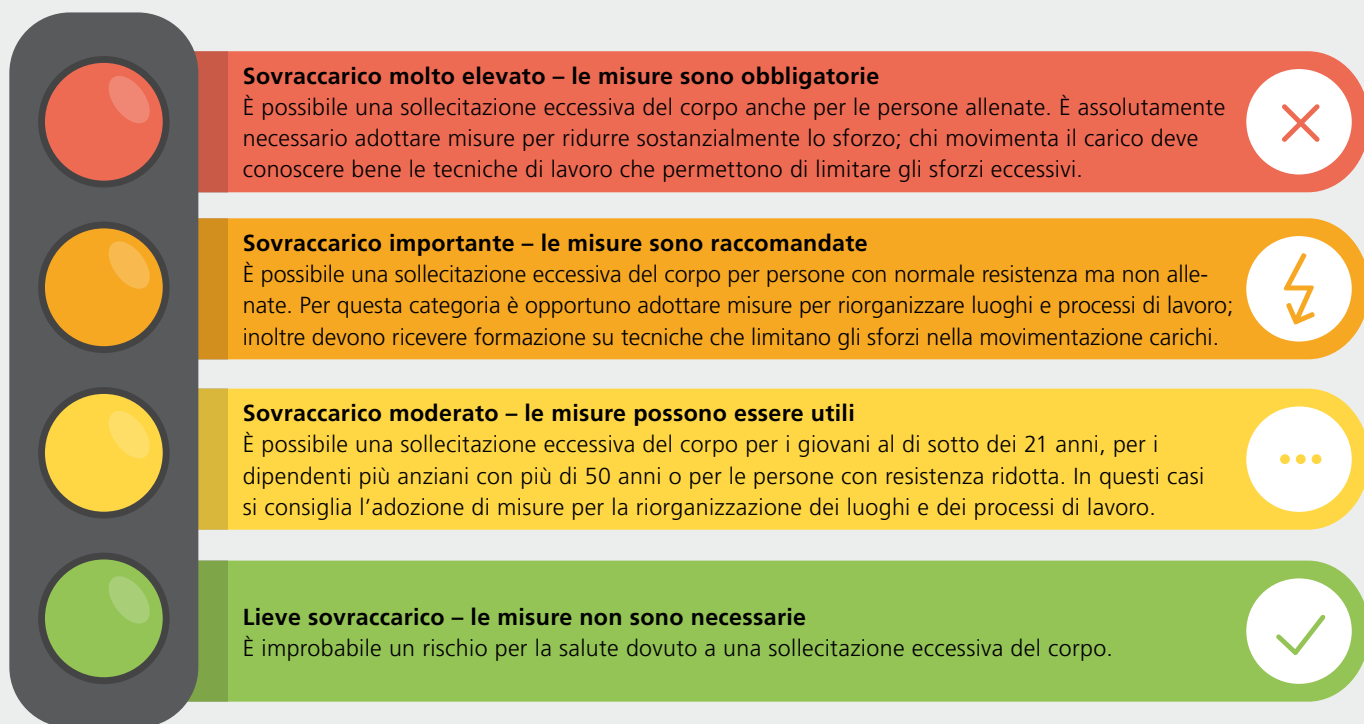 Sovraccarico molto elevato – le misure sono obbligatorie
È possibile una sollecitazione eccessiva del corpo anche per le persone allenate. È assolutamente
necessario adottare misure per ridurre sostanzialmente lo sforzo; chi movimenta il carico deve
conoscere bene le tecniche di lavoro che permettono di limitare gli sforzi eccessivi.
Sovraccarico importante – le misure sono raccomandate
È possibile una sollecitazione eccessiva del corpo per persone con normale resistenza ma non alle-
nate. Per questa categoria è opportuno adottare misure per riorganizzare luoghi e processi di lavoro;
inoltre devono ricevere formazione su tecniche che limitano gli sforzi nella movimentazione carichi.
Sovraccarico moderato – le misure possono essere utili
È possibile una sollecitazione eccessiva del corpo per i giovani al di sotto dei 21 anni, per i
dipendenti più anziani con più di 50 anni o per le persone con resistenza ridotta. In questi casi
si consiglia l’adozione di misure per la riorganizzazione dei luoghi e dei processi di lavoro.
Lieve sovraccarico – le misure non sono necessarie
È improbabile un rischio per la salute dovuto a una sollecitazione eccessiva del corpo.